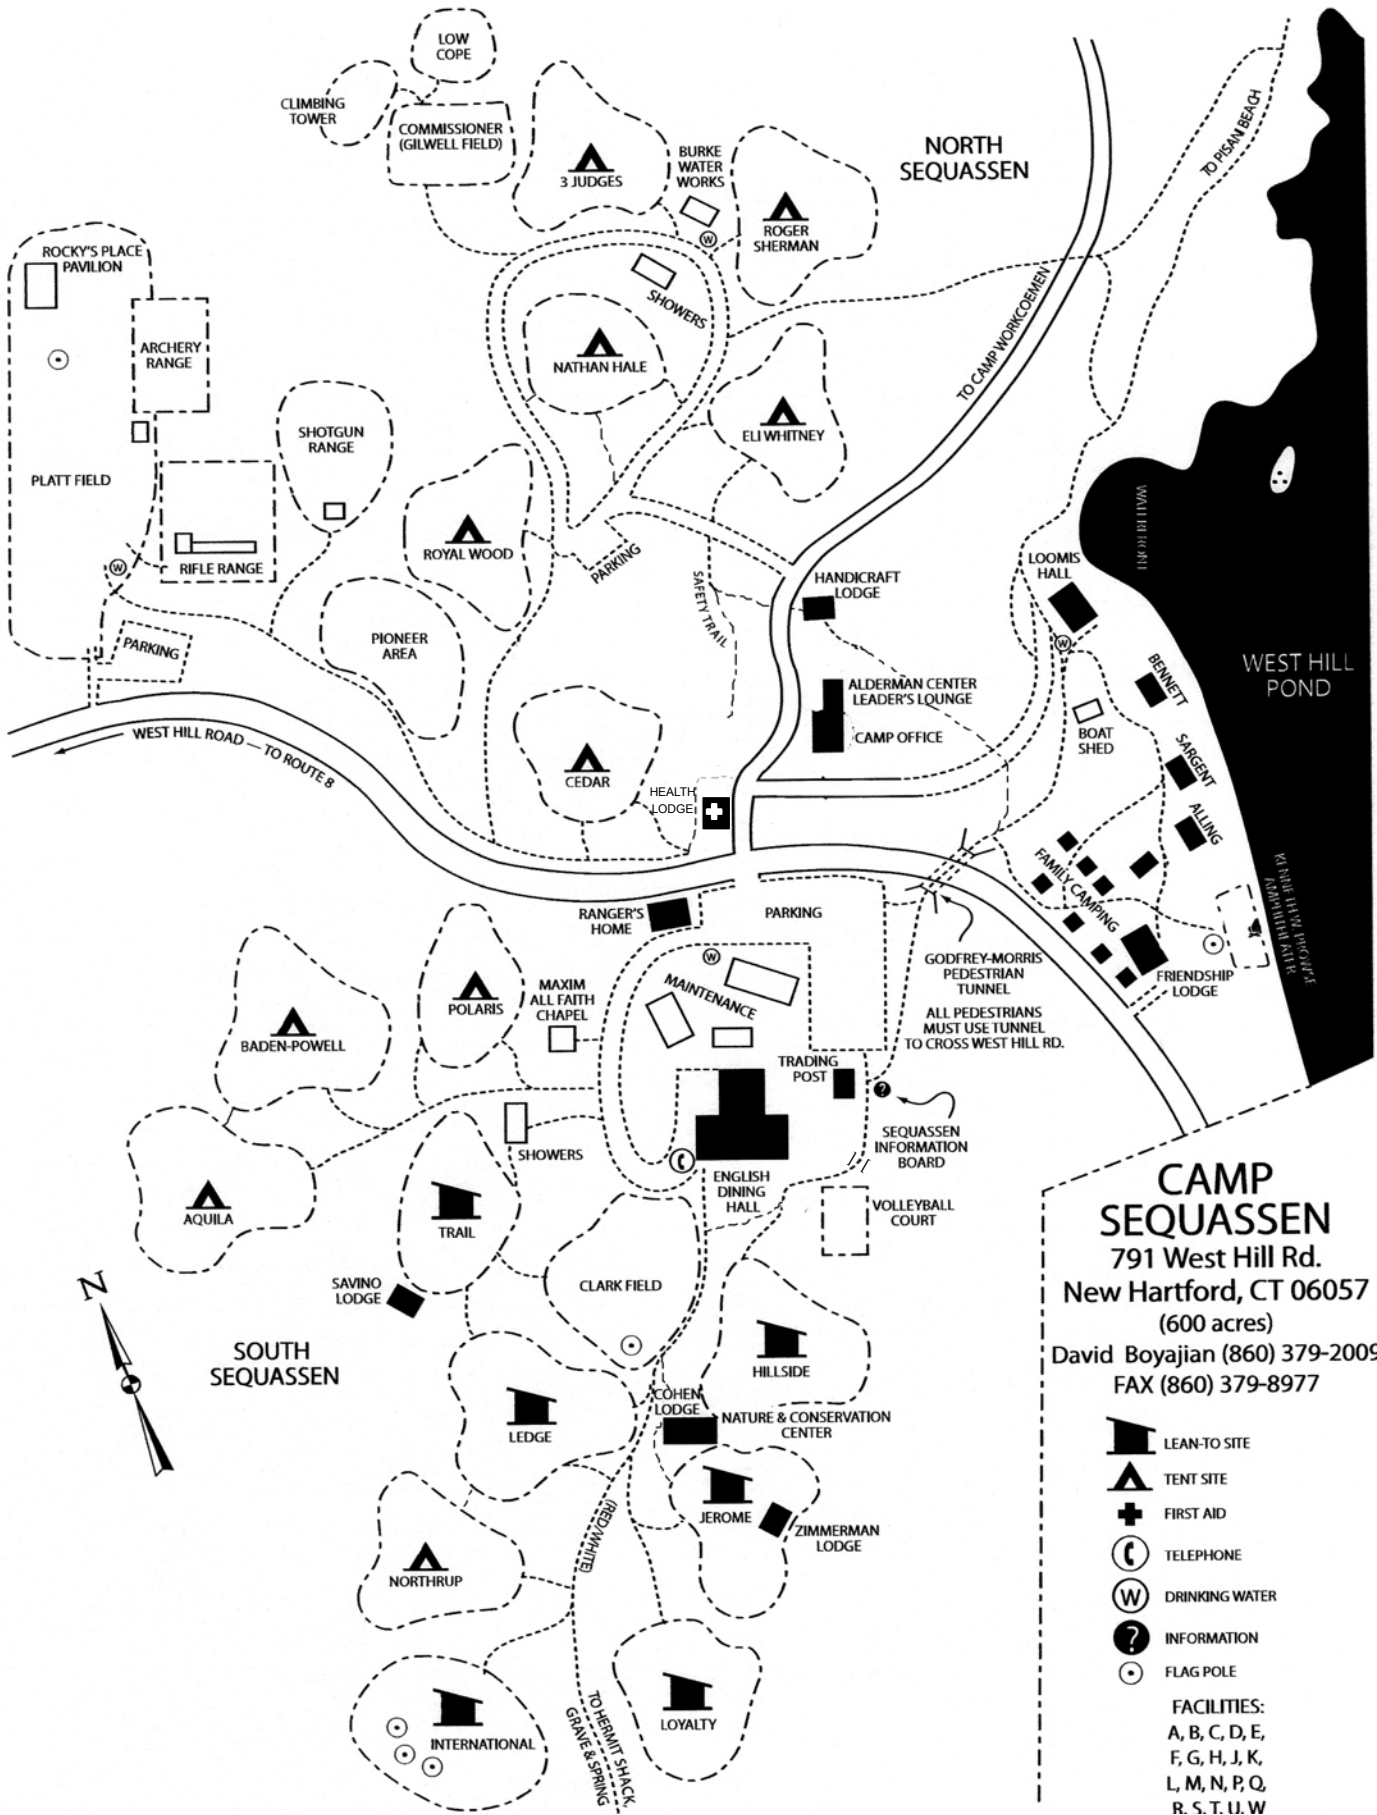 LOW
COPE
CLIMBING
TOWER
COMMISSIONER
(GILWELL FIELD)
3 JUDGES
BURKE
WATER
WORKS
W
ROGER
SHERMAN
NORTH
SEQUASSEN
TO PISANI BEACH
ROCKY'S PLACE
PAVILION
ARCHERY
RANGE
SHOWERS
NATHAN HALE
TO CAMP WORKCOEMEN
ELI WHITNEY
SHOTGUN
RANGE
PLATT FIELD
ROYAL WOOD
WATERFRONT
W
RIFLE RANGE
PARKING
SAFETY TRAIL
HANDICRAFT
LODGE
LOOMIS
HALL
W
PARKING
PIONEER
AREA
WEST HILL
POND
BENNETT
ALDERMAN CENTER
LEADER'S LOUNGE
CAMP OFFICE
BOAT
SHED
SARGENT
WEST HILL ROAD — TO ROUTE 8
CEDAR
HEALTH
LODGE
ALLING
FAMILY CAMPING
KENNETH W. PROWSE
AMPHITHEATER
RANGER'S
HOME
PARKING
GODFREY-MORRIS
PEDESTRIAN
TUNNEL
FRIENDSHIP
LODGE
W
MAINTENANCE
POLARIS
MAXIM
ALL FAITH
CHAPEL
BADEN-POWELL
ALL PEDESTRIANS
MUST USE TUNNEL
TO CROSS WEST HILL RD.
TRADING
POST
?
SEQUASSEN
INFORMATION
BOARD
SHOWERS
ENGLISH
DINING
HALL
VOLLEYBALL
COURT
AQUILA
TRAIL
CLARK FIELD
SAVINO
LODGE
N
SOUTH
SEQUASSEN
HILLSIDE
COHEN
LODGE
NATURE & CONSERVATION
CENTER
LEDGE
JEROME
ZIMMERMAN
LODGE
(RED/WHITE)
NORTHRUP
LOYALTY
INTERNATIONAL
TO HERMIT SHACK,
GRAVE & SPRING
CAMP
SEQUASSEN
791 West Hill Rd.
New Hartford, CT 06057
(600 acres)
David Boyajian (860) 379-2009
FAX (860) 379-8977
LEAN-TO SITE
TENT SITE
FIRST AID
TELEPHONE
W DRINKING WATER
? INFORMATION
FLAG POLE
FACILITIES:
A, B, C, D, E,
F, G, H, J, K,
L, M, N, P, Q,
R, S, T, U, W